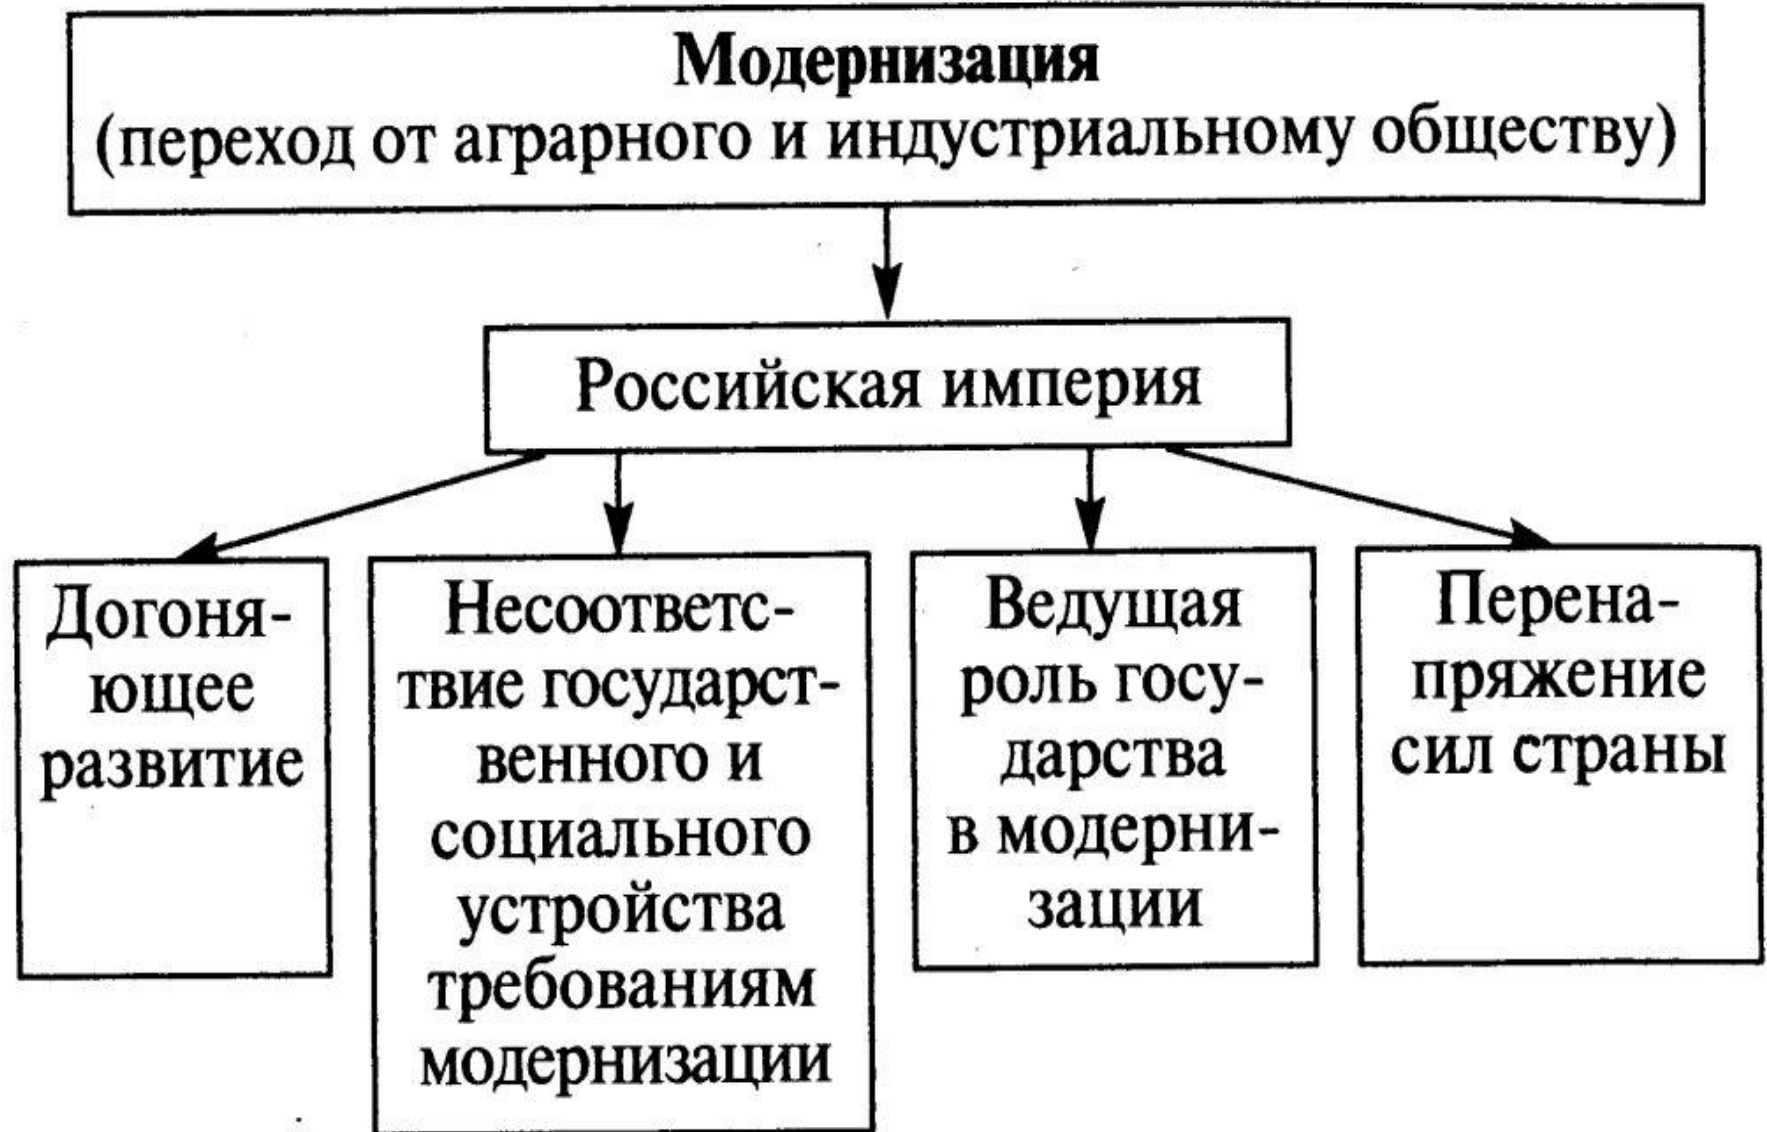 Модернизация
(переход от аграрного и индустриальному обществу)
Российская империя
Догоня-
ющее
развитие
Несоответс-
твие государст-
венного и
социального
устройства
требованиям
модернизации
Ведущая
роль госу-
дарства
в модерни-
зации
Перена-
пряжение
сил страны